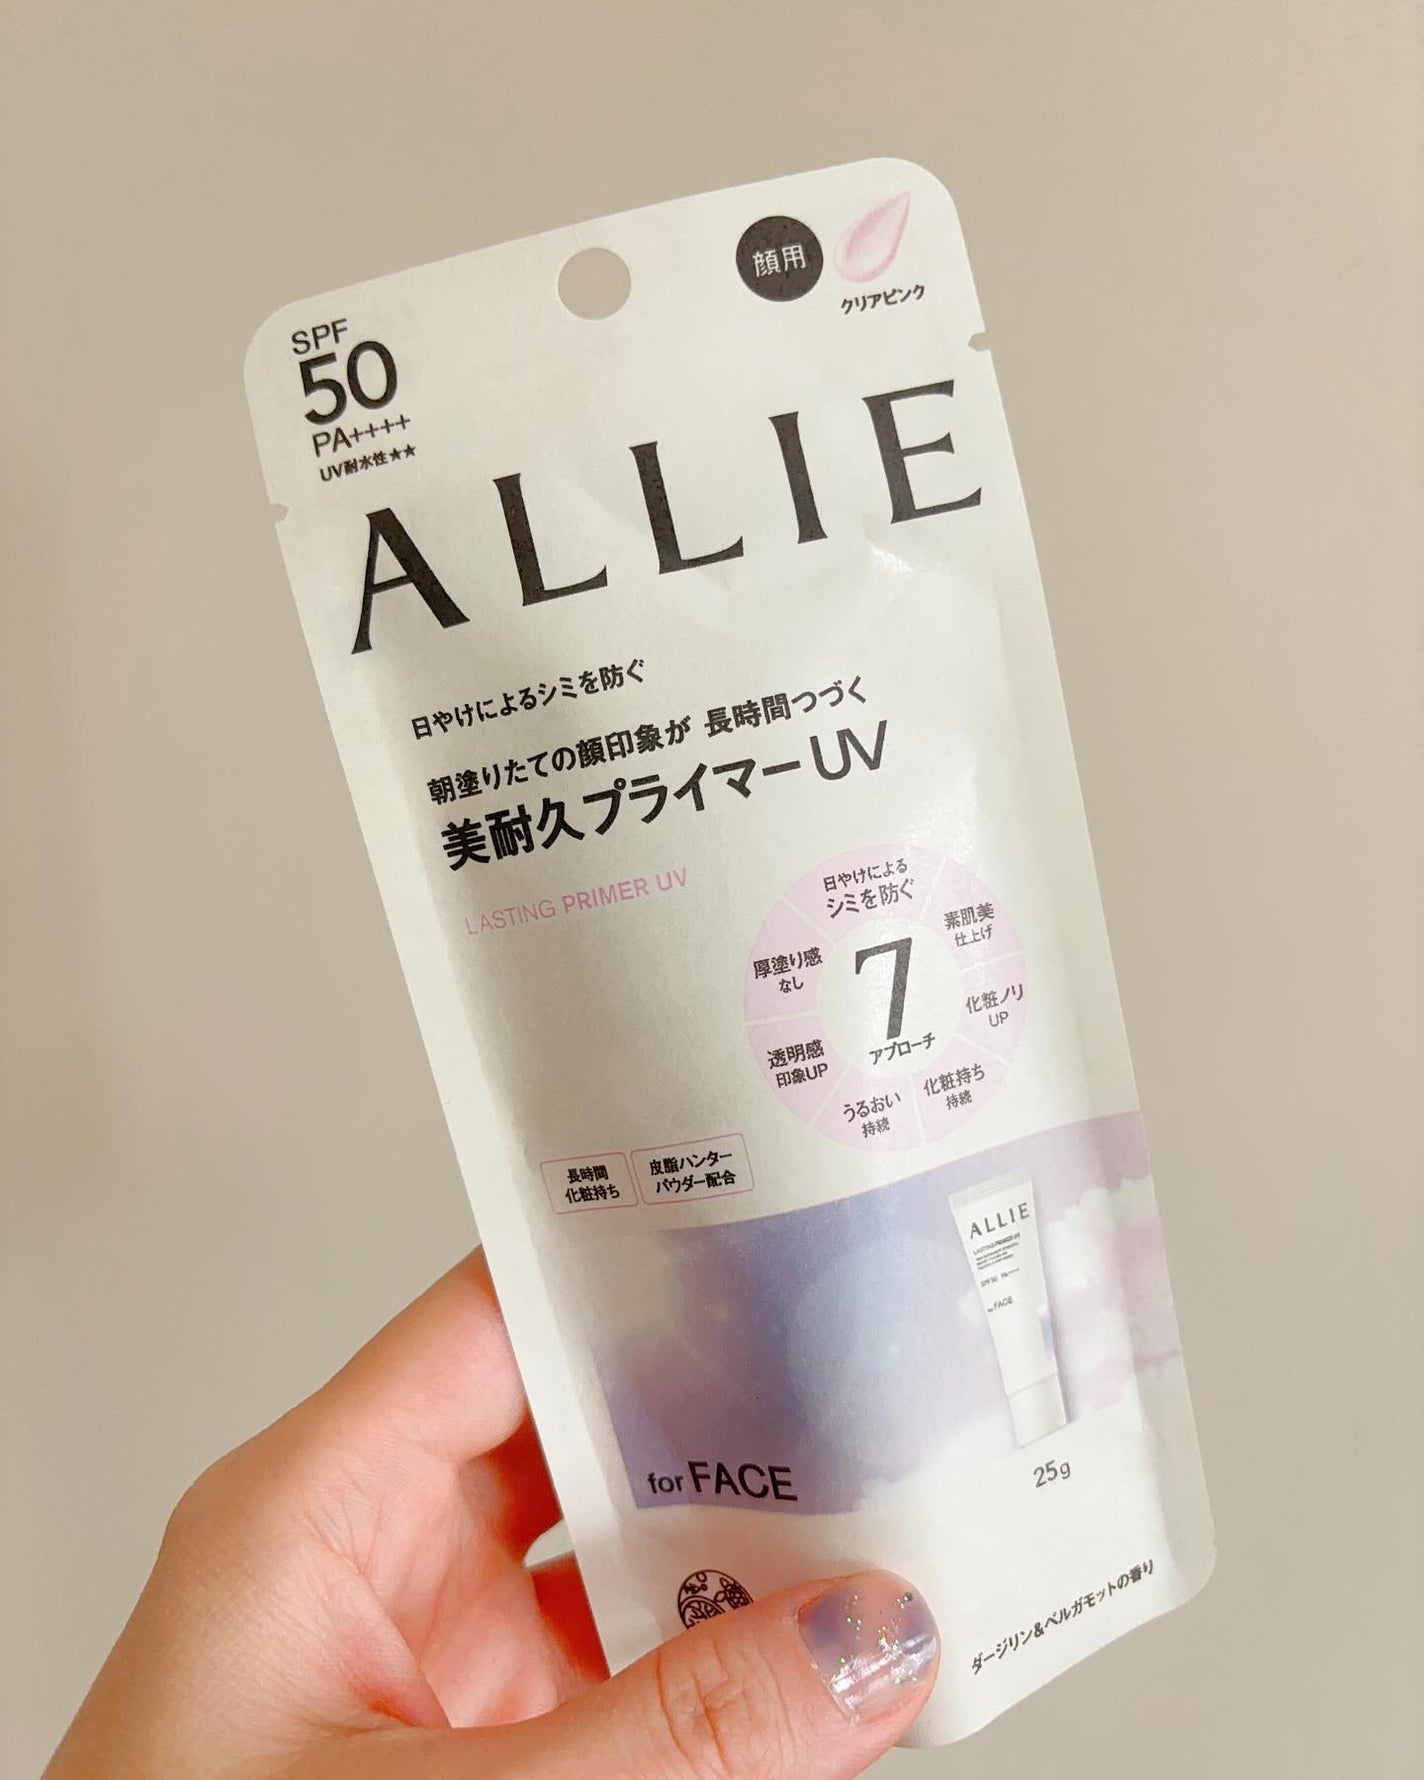 顔用
クリアピンク
SPF
50
PA++++
UV耐水性★★
ALLIE
日やけによるシミを防ぐ
朝塗りたての顔印象が 長時間つづく
美耐久プライマーUV
LASTING PRIMER UV
日やけによる
シミを防ぐ
素肌美
仕上げ
化粧ノリ
UP
化粧持ち
持続
うるおい
持続
透明感
印象UP
厚塗り感
なし
7
アプローチ
長時間
化粧持ち
皮脂ハンター
パウダー配合
ALLIE
LASTING PRIMER UV
SPF50 PA++++
for FACE
25g
for FACE
ダージリン&ベルガモットの香り